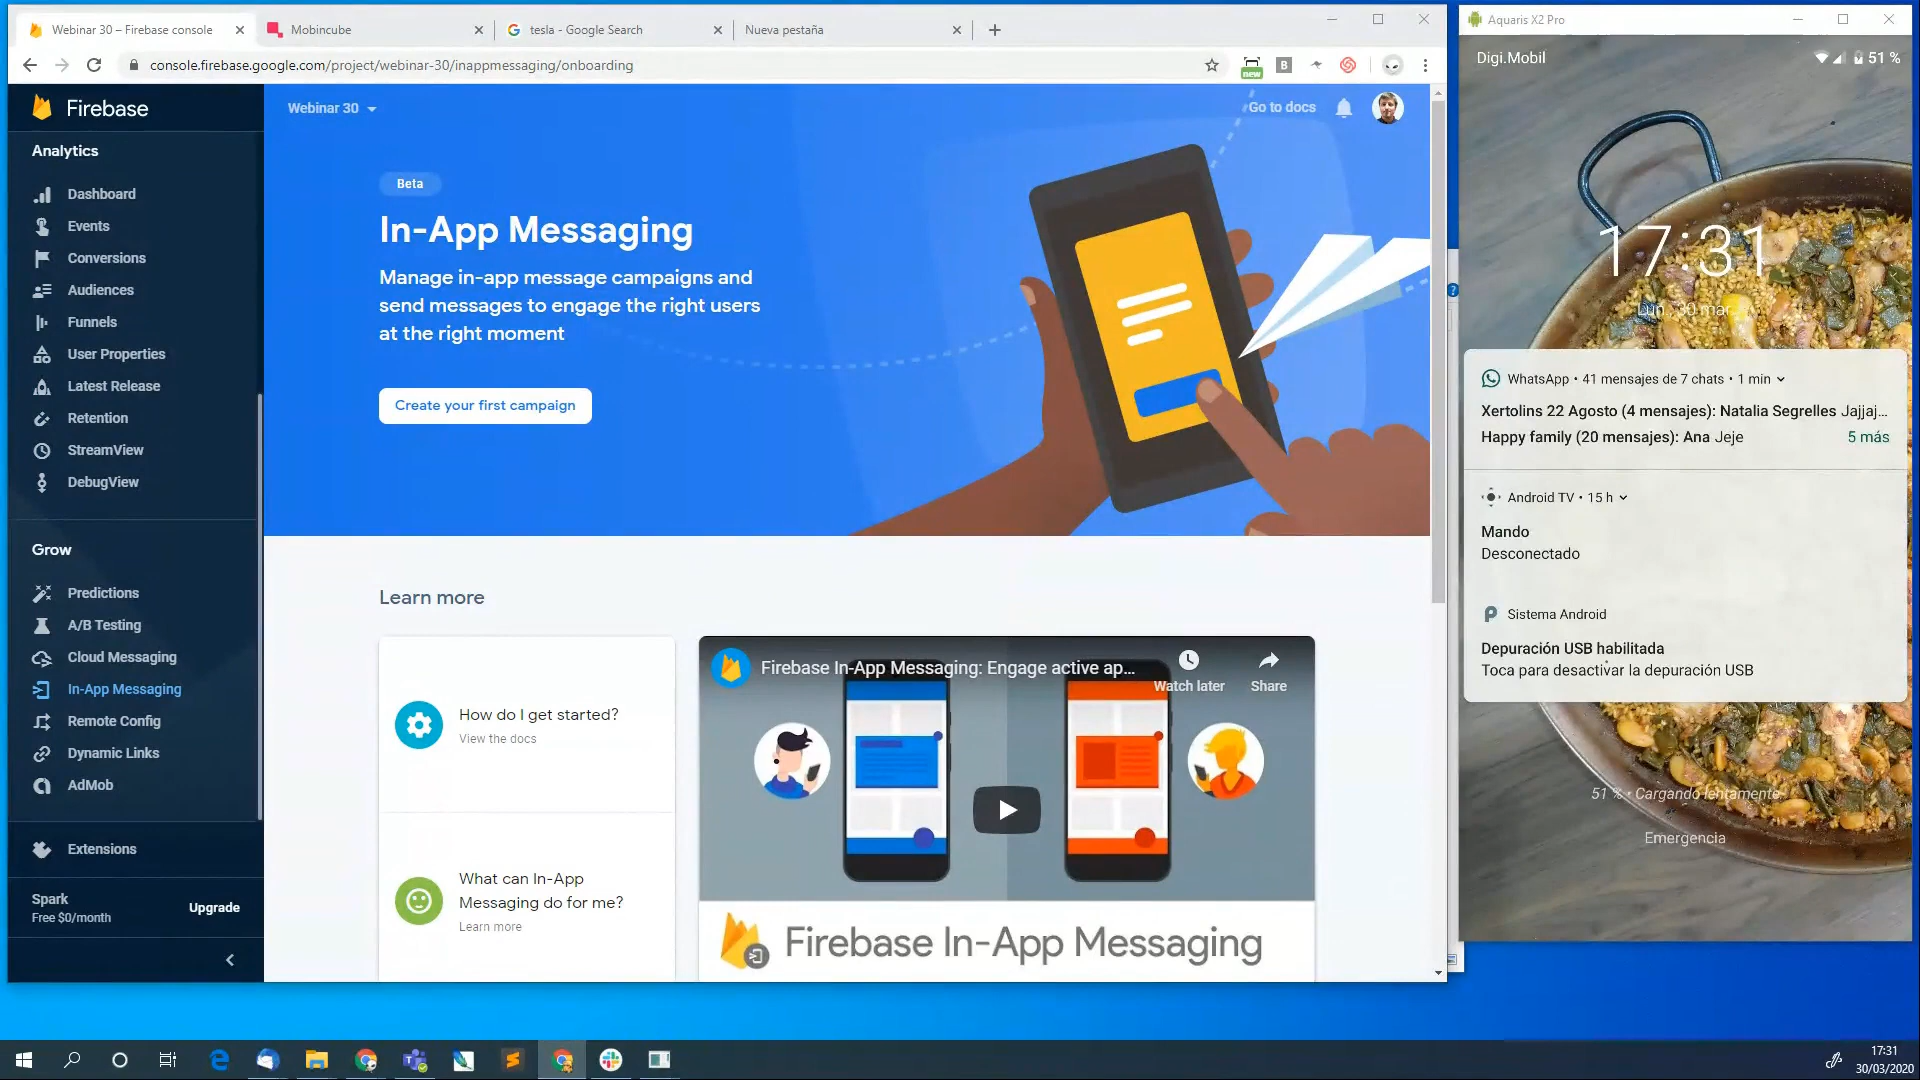 Webinar 30 – Firebase console
Mobincube
tesla - Google Search
Nueva pestaña
console.firebase.google.com/project/webinar-30/inappmessaging/onboarding
new
B
Firebase
Analytics
Dashboard
Events
Conversions
Audiences
Funnels
User Properties
Latest Release
Retention
StreamView
DebugView
Grow
Predictions
A/B Testing
Cloud Messaging
In-App Messaging
Remote Config
Dynamic Links
AdMob
Extensions
Spark
Free $0/month
Upgrade
Webinar 30
Go to docs
Beta
In-App Messaging
Manage in-app message campaigns and
send messages to engage the right users
at the right moment
Create your first campaign
Learn more
How do I get started?
View the docs
What can In-App
Messaging do for me?
Learn more
Firebase In-App Messaging: Engage active ap...
Watch later
Share
Firebase In-App Messaging
Aquaris X2 Pro
Digi.Mobil
51 %
17:31
Lun., 30 mar.
WhatsApp • 41 mensajes de 7 chats • 1 min
Xertolins 22 Agosto (4 mensajes): Natalia Segrelles Jajjaj...
Happy family (20 mensajes): Ana Jeje
5 más
Android TV • 15 h
Mando
Desconectado
Sistema Android
Depuración USB habilitada
Toca para desactivar la depuración USB
51 % • Cargando lentamente
Emergencia
17:31
30/03/2020